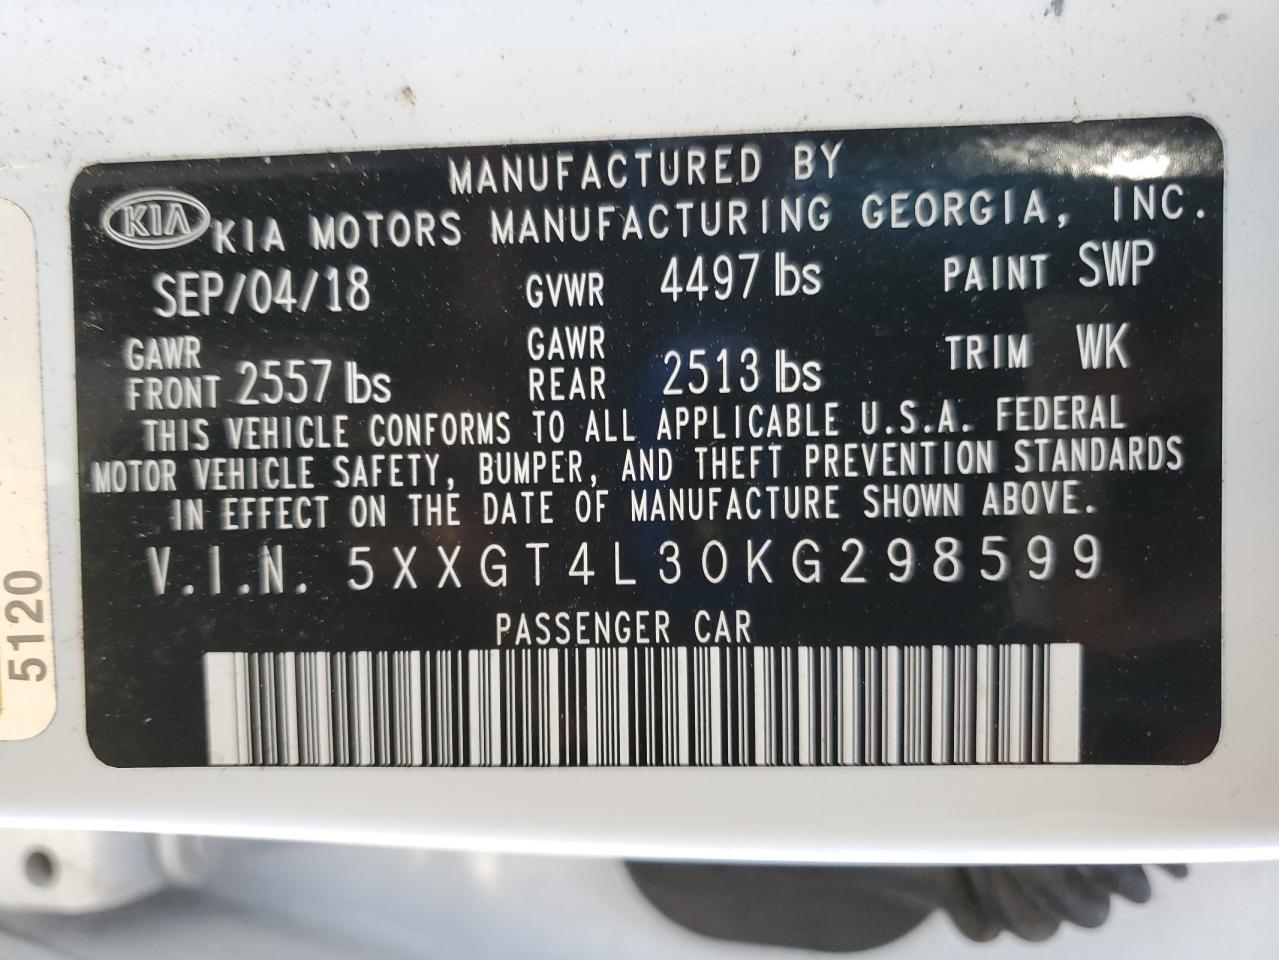 MANUFACTURED BY
KIA KIA MOTORS MANUFACTURING GEORGIA, INC.
SEP/04/18 GVWR 4497 lbs PAINT SWP
GAWR FRONT 2557 lbs GAWR REAR 2513 lbs TRIM WK
THIS VEHICLE CONFORMS TO ALL APPLICABLE U.S.A. FEDERAL
MOTOR VEHICLE SAFETY, BUMPER, AND THEFT PREVENTION STANDARDS
IN EFFECT ON THE DATE OF MANUFACTURE SHOWN ABOVE.
V.I.N. 5XXGT4L30KG298599
PASSENGER CAR
5120